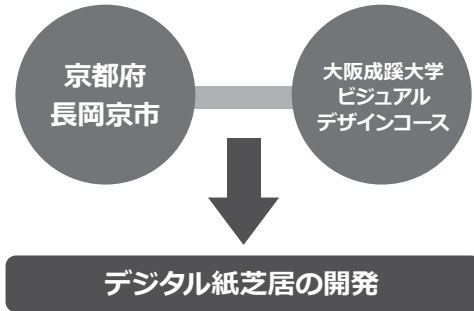 京都府
長岡京市
大阪成蹊大学
ビジュアル
デザインコース
デジタル紙芝居の開発